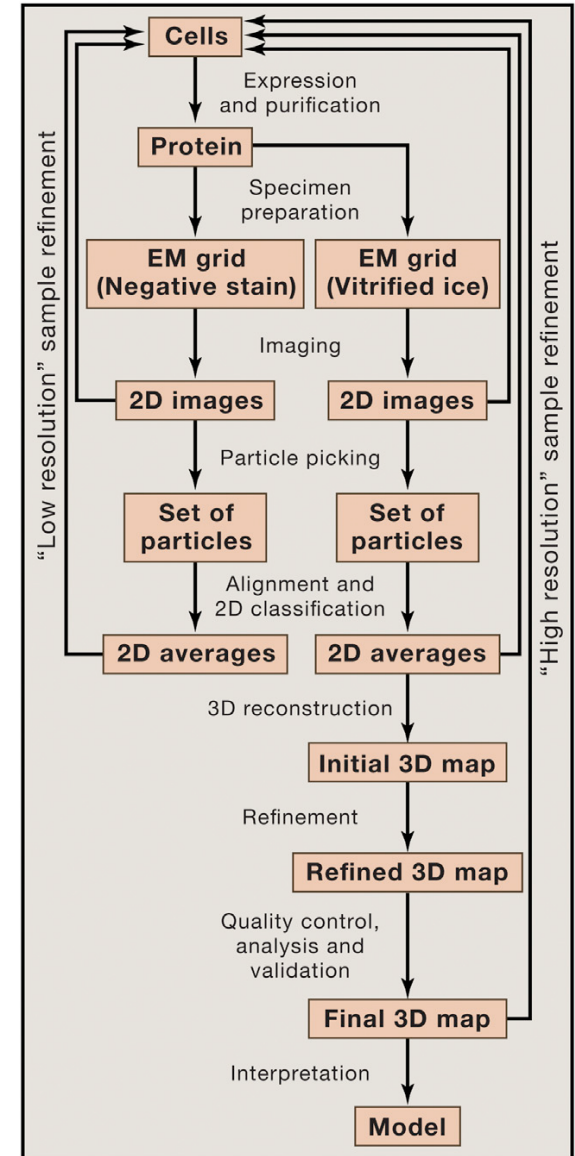 Cells
Expression
and purification
Protein
Specimen
preparation
EM grid
(Negative stain)
EM grid
(Vitrified ice)
Imaging
2D images
2D images
Particle picking
Set of
particles
Set of
particles
Alignment and
2D classification
2D averages
2D averages
3D reconstruction
Initial 3D map
Refinement
Refined 3D map
Quality control,
analysis and
validation
Final 3D map
Interpretation
Model
“Low resolution” sample refinement
“High resolution” sample refinement